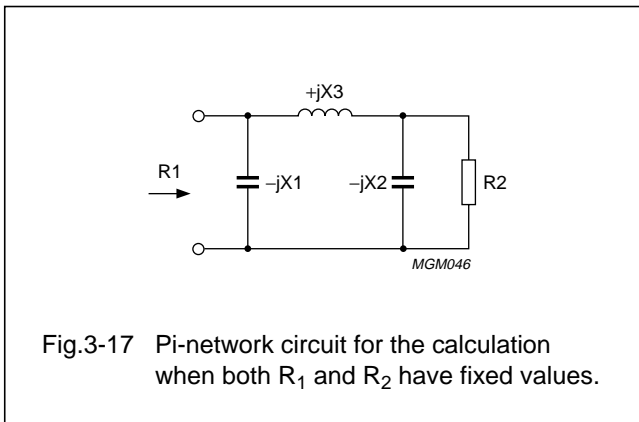 +jX3
R1
−jX1
−jX2
R2
MGM046
Fig.3-17 Pi-network circuit for the calculation
when both R1 and R2 have fixed values.